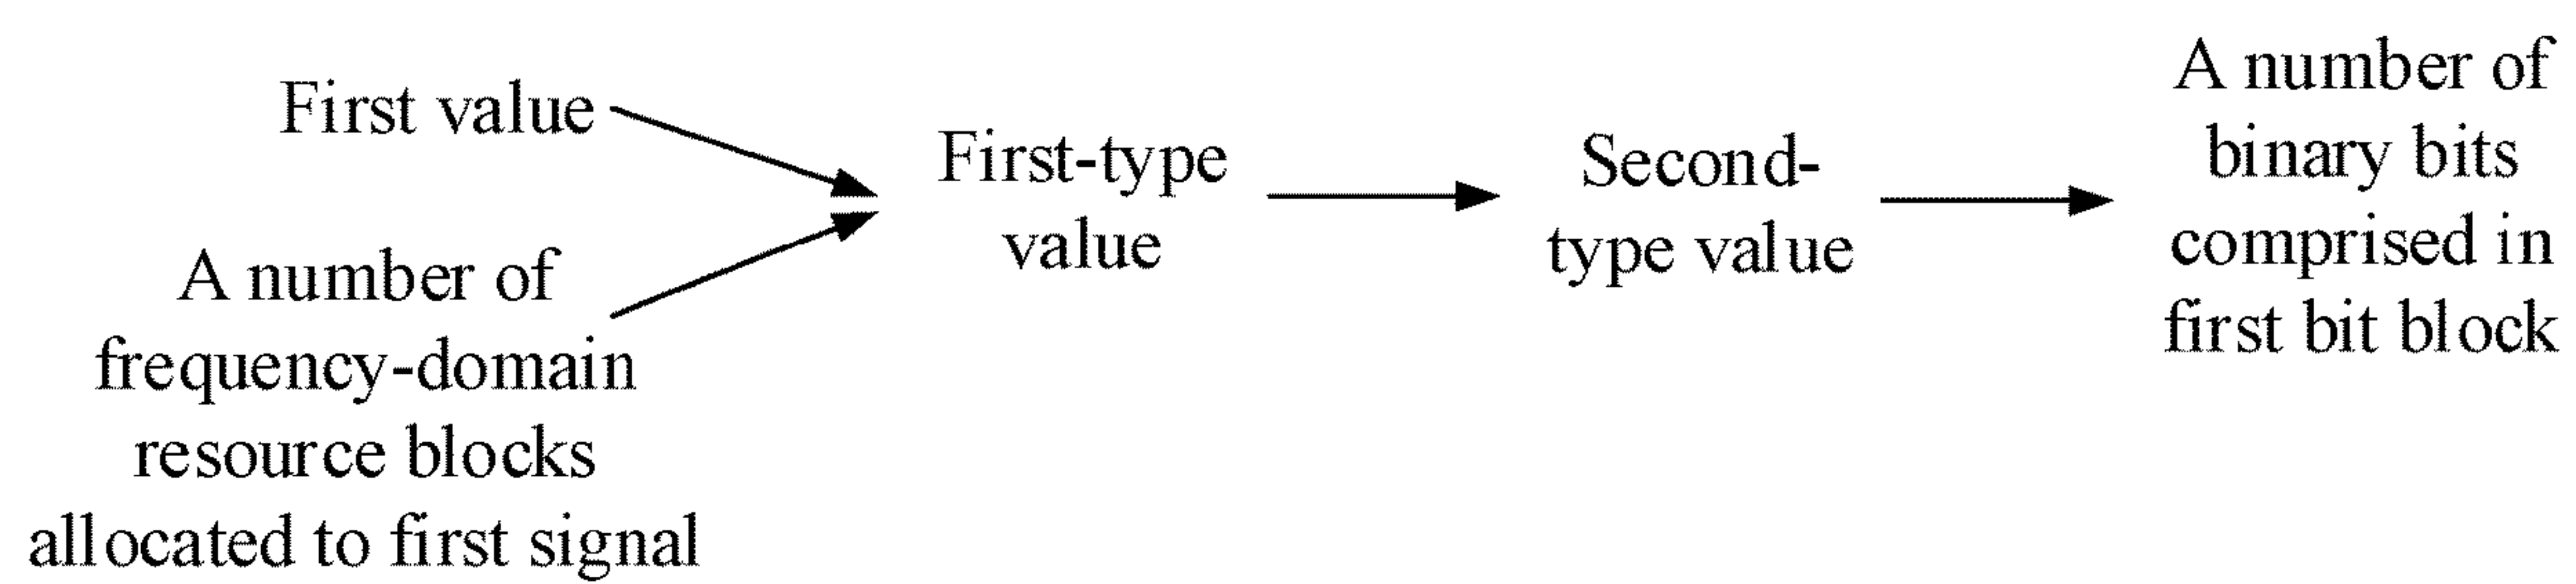 First value
A number of
frequency-domain
resource blocks
allocated to first signal
First-type
value
Second-
type value
A number of
binary bits
comprised in
first bit block